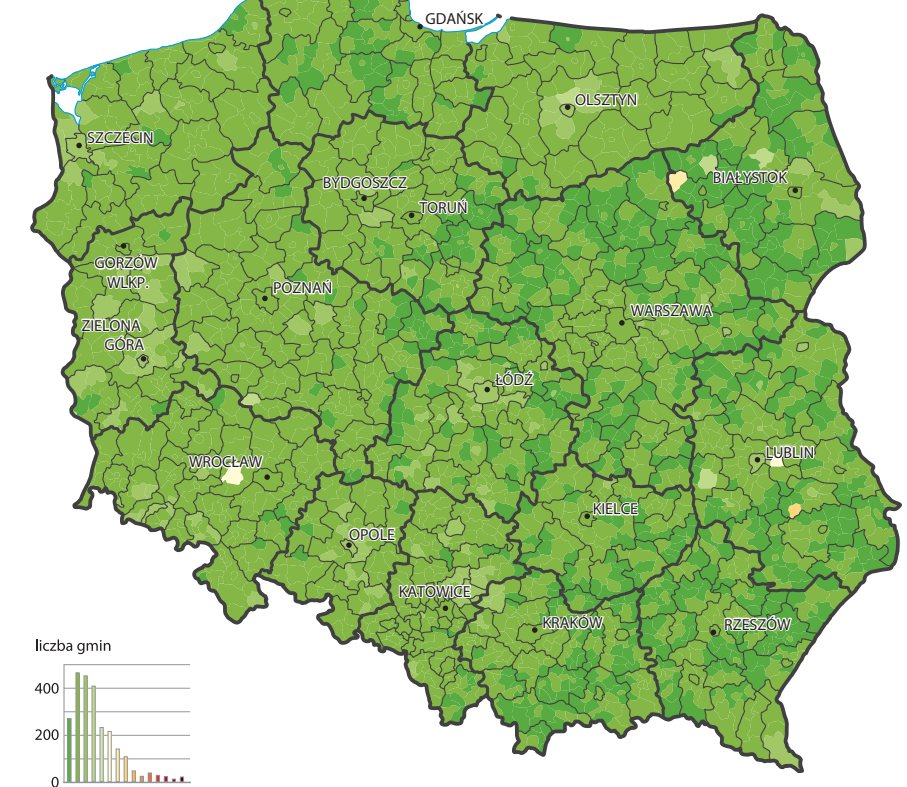 GDAŃSK
OLSZTYN
SZCZECIN
BIAŁYSTOK
BYDGOSZCZ
TORUŃ
GORZÓW
WLKP.
POZNAŃ
WARSZAWA
ZIELONA
GÓRA
ŁÓDŹ
LUBLIN
WROCŁAW
KIELCE
OPOLE
KATOWICE
KRAKÓW
RZESZÓW
liczba gmin
400
200
0